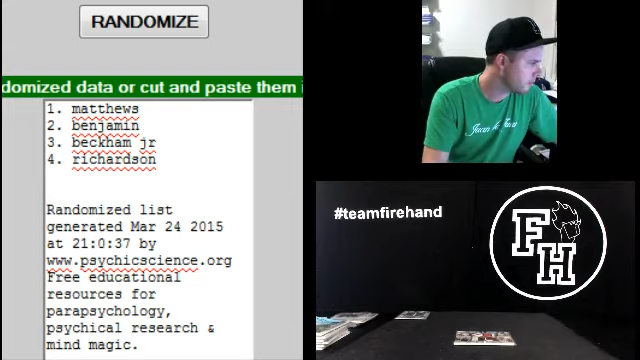 RANDOMIZE
domized data or cut and paste them i
1. matthews
2. benjamin
3. beckham jr
4. richardson
Randomized list
generated Mar 24 2015
at 21:0:37 by
www.psychicscience.org
Free educational
resources for
parapsychology,
psychical research &
mind magic.
#teamfirehand
F
H